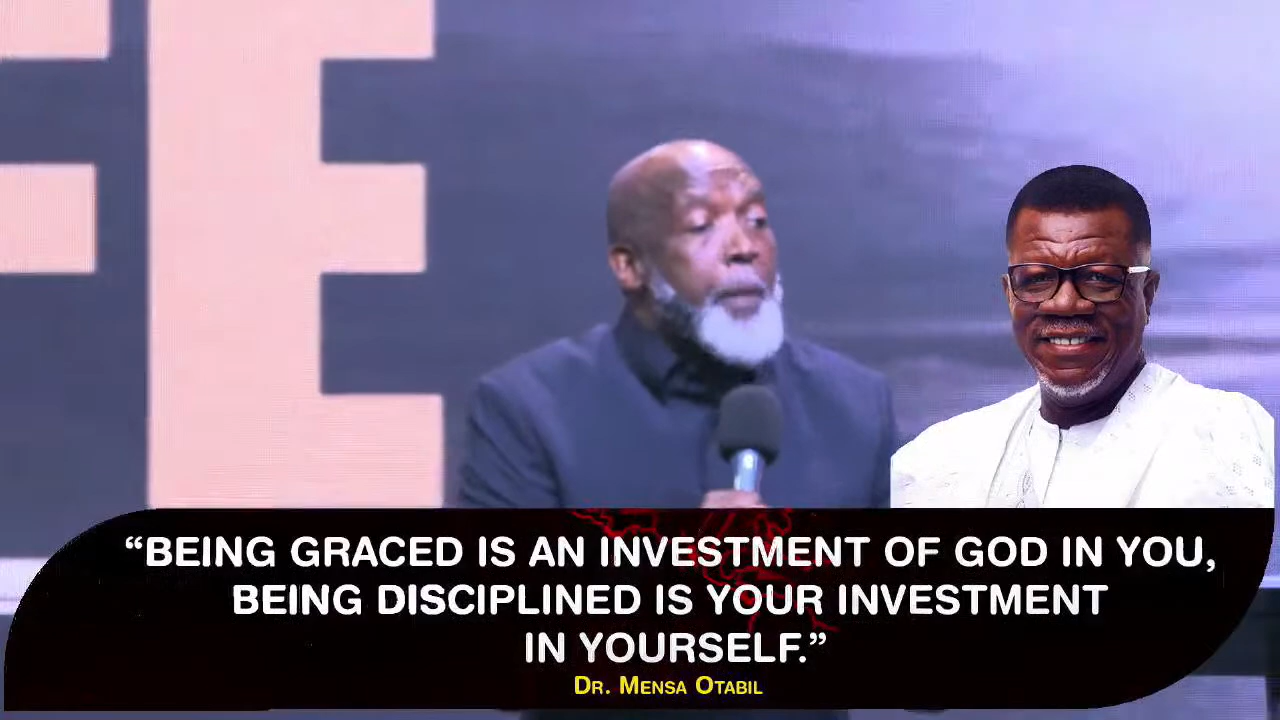 FE
“BEING GRACED IS AN INVESTMENT OF GOD IN YOU,
BEING DISCIPLINED IS YOUR INVESTMENT
IN YOURSELF.”
DR. MENSA OTABIL